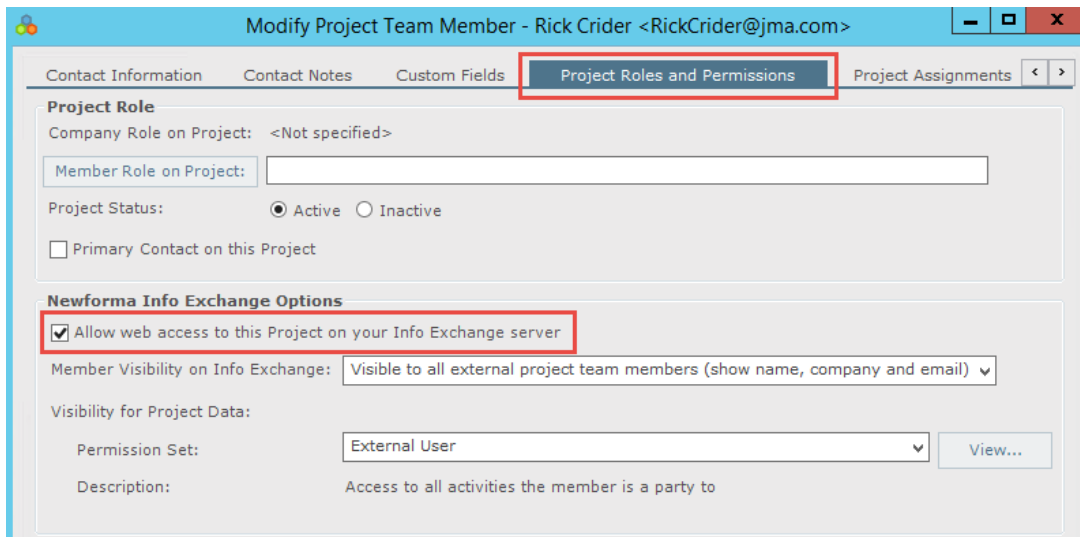 Modify Project Team Member - Rick Crider <RickCrider@jma.com>
Contact Information Contact Notes Custom Fields Project Roles and Permissions Project Assignments
Project Role
Company Role on Project: <Not specified>
Member Role on Project:
Project Status: Active Inactive
Primary Contact on this Project
Newforma Info Exchange Options
Allow web access to this Project on your Info Exchange server
Member Visibility on Info Exchange: Visible to all external project team members (show name, company and email)
Visibility for Project Data:
Permission Set: External User View...
Description: Access to all activities the member is a party to